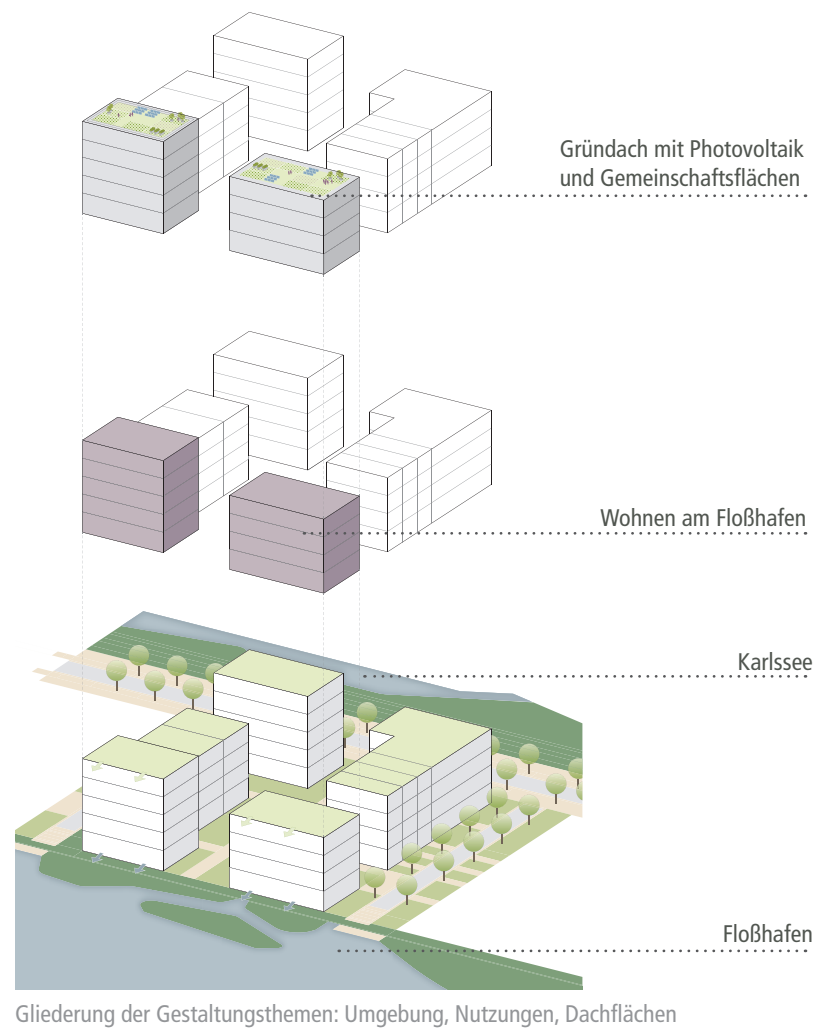 Gründach mit Photovoltaik
und Gemeinschaftsflächen
Wohnen am Floßhafen
Karlssee
Floßhafen
Gliederung der Gestaltungsthemen: Umgebung, Nutzungen, Dachflächen